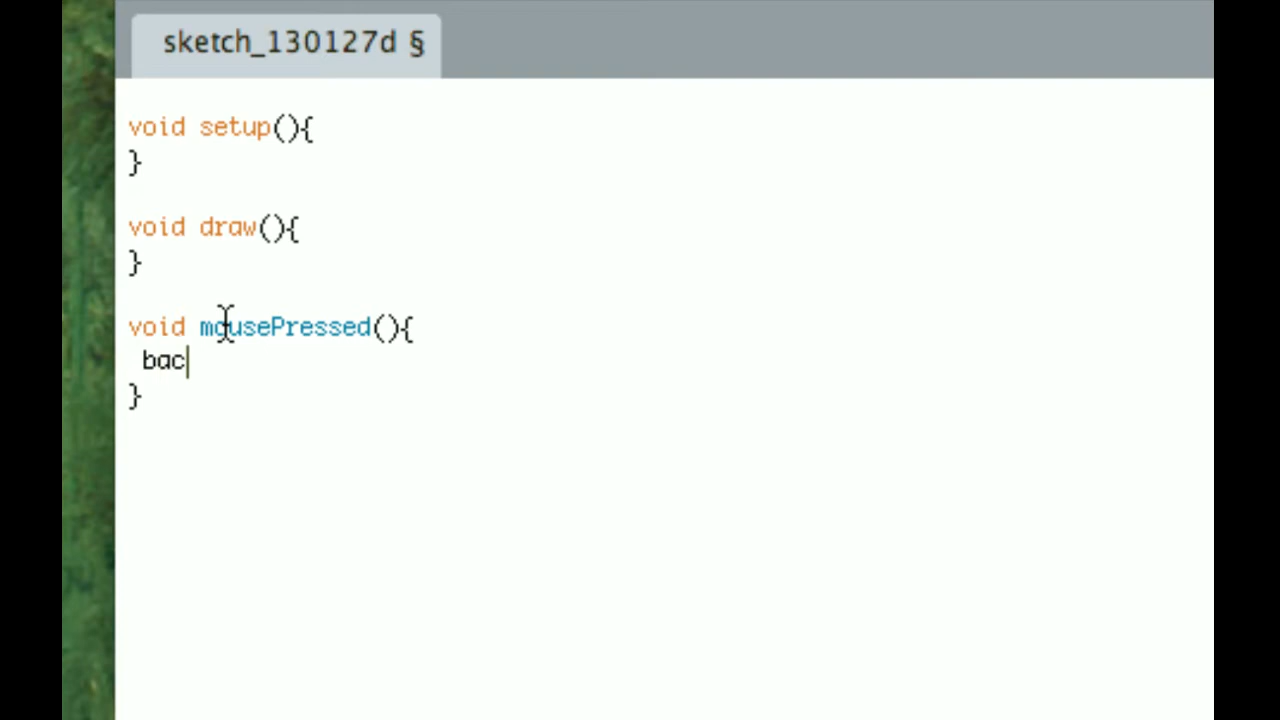 sketch_130127d §
void setup(){
}
void draw(){
}
void mousePressed(){
bac
}